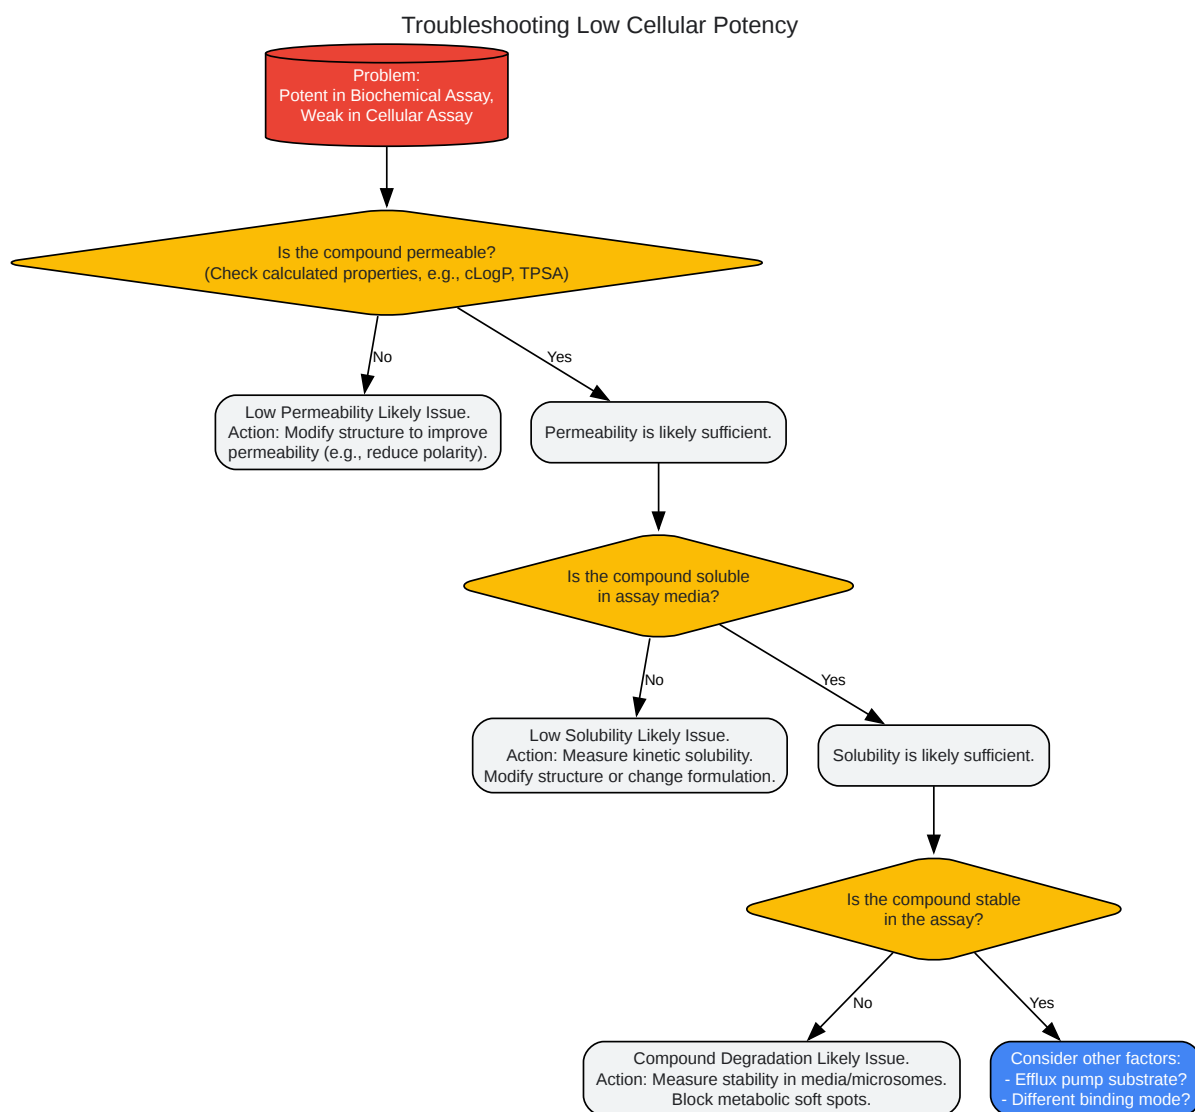 Troubleshooting Low Cellular Potency
Problem:
Potent in Biochemical Assay,
Weak in Cellular Assay
Is the compound permeable?
(Check calculated properties, e.g., cLogP, TPSA)
No
Yes
Low Permeability Likely Issue.
Action: Modify structure to improve
permeability (e.g., reduce polarity).
Permeability is likely sufficient.
Is the compound soluble
in assay media?
No
Yes
Low Solubility Likely Issue.
Action: Measure kinetic solubility.
Modify structure or change formulation.
Solubility is likely sufficient.
Is the compound stable
in the assay?
No
Yes
Compound Degradation Likely Issue.
Action: Measure stability in media/microsomes.
Block metabolic soft spots.
Consider other factors:
- Efflux pump substrate?
- Different binding mode?